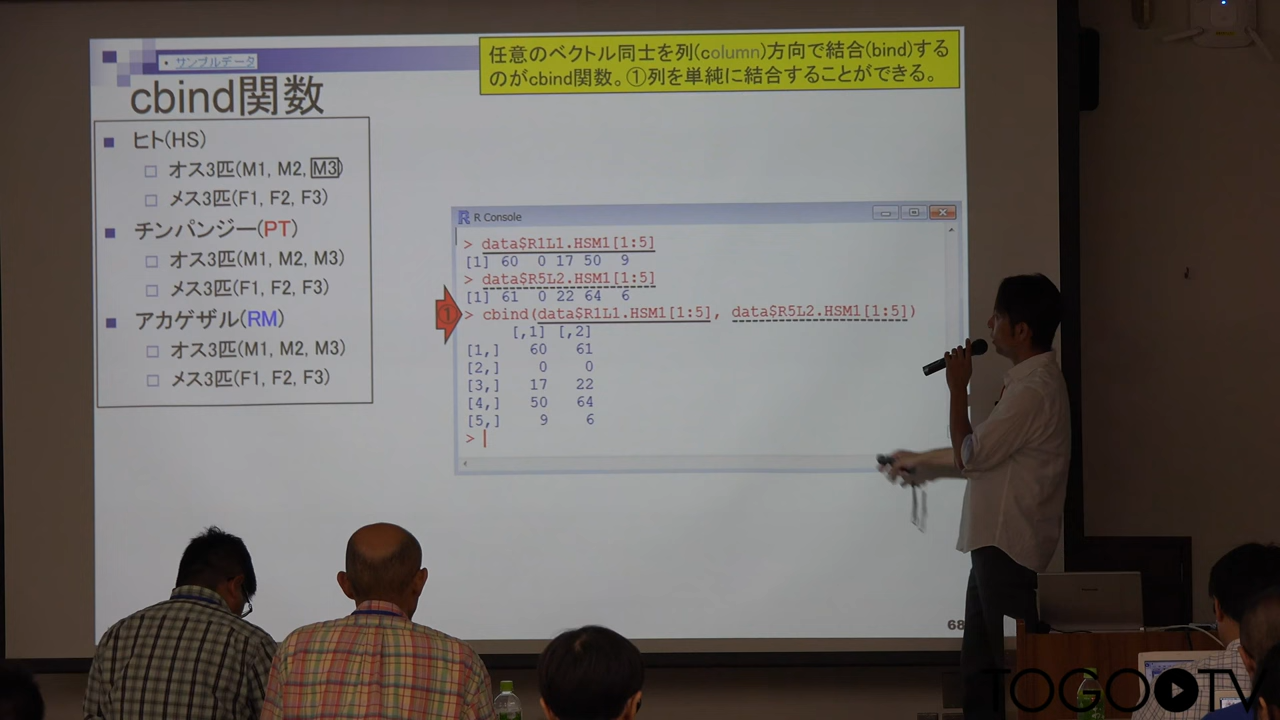 ・サンプルデータ
任意のベクトル同士を列(column)方向で結合(bind)する
のがcbind関数。①列を単純に結合することができる。
cbind関数
ヒト(HS)
オス3匹(M1, M2, M3)
メス3匹(F1, F2, F3)
チンパンジー(PT)
オス3匹(M1, M2, M3)
メス3匹(F1, F2, F3)
アカゲザル(RM)
オス3匹(M1, M2, M3)
メス3匹(F1, F2, F3)
R Console
> data$R1L1.HSM1[1:5]
[1] 60 0 17 50 9
> data$R5L2.HSM1[1:5]
[1] 61 0 22 64 6
① > cbind(data$R1L1.HSM1[1:5], data$R5L2.HSM1[1:5])
[,1] [,2]
[1,] 60 61
[2,] 0 0
[3,] 17 22
[4,] 50 64
[5,] 9 6
>
68
TOGOTV